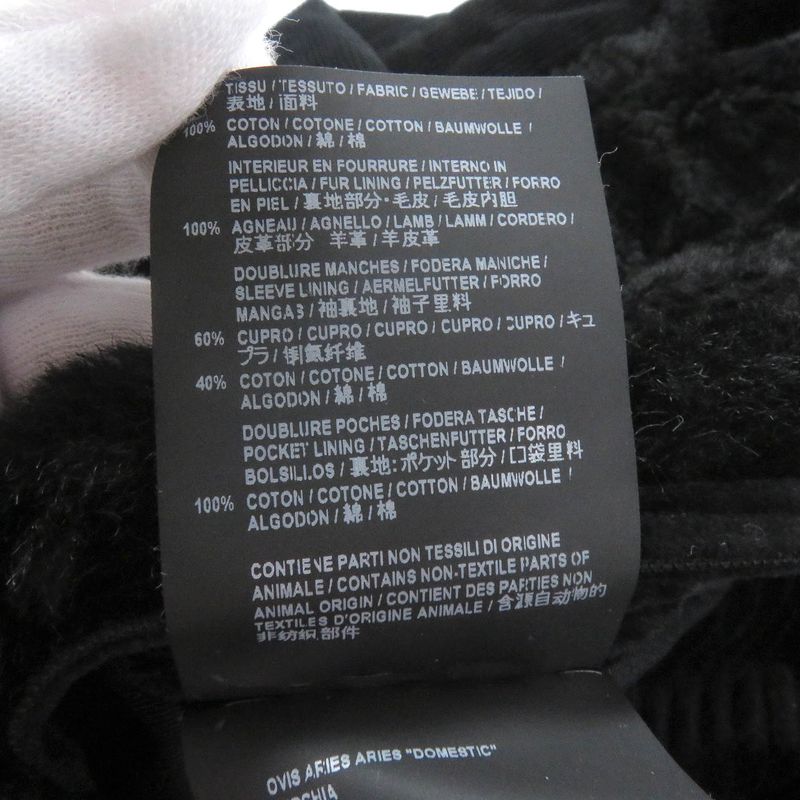 TISSU / TESSUTO / FABRIC / GEWEBE / TEJIDO /
表地 / 面料
100% COTON / COTONE / COTTON / BAUMWOLLE /
ALGODON / 綿 / 棉
INTERIEUR EN FOURRURE / INTERNO IN
PELLICCIA / FUR LINING / PELZFUTTER / FORRO
EN PIEL / 裏地部分・毛皮 / 毛皮内胆
100% AGNEAU / AGNELLO / LAMB / LAMM / CORDERO /
皮革部分 羊革 / 羊皮革
DOUBLURE MANCHES / FODERA MANICHE /
SLEEVE LINING / AERMELFUTTER / FORRO
MANGAS / 袖裏地 / 袖子里料
60% CUPRO / CUPRO / CUPRO / CUPRO / CUPRO / キュ
プラ / 铜氨纤维
40% COTON / COTONE / COTTON / BAUMWOLLE /
ALGODON / 綿 / 棉
DOUBLURE POCHES / FODERA TASCHE /
POCKET LINING / TASCHENFUTTER / FORRO
BOLSILLOS / 裏地:ポケット部分 / 口袋里料
100% COTON / COTONE / COTTON / BAUMWOLLE /
ALGODON / 綿 / 棉
CONTIENE PARTI NON TESSILI DI ORIGINE
ANIMALE / CONTAINS NON-TEXTILE PARTS OF
ANIMAL ORIGIN / CONTIENT DES PARTIES NON
TEXTILES D'ORIGINE ANIMALE / 含源自动物的
非纺织部件
OVIS ARIES ARIES "DOMESTIC"